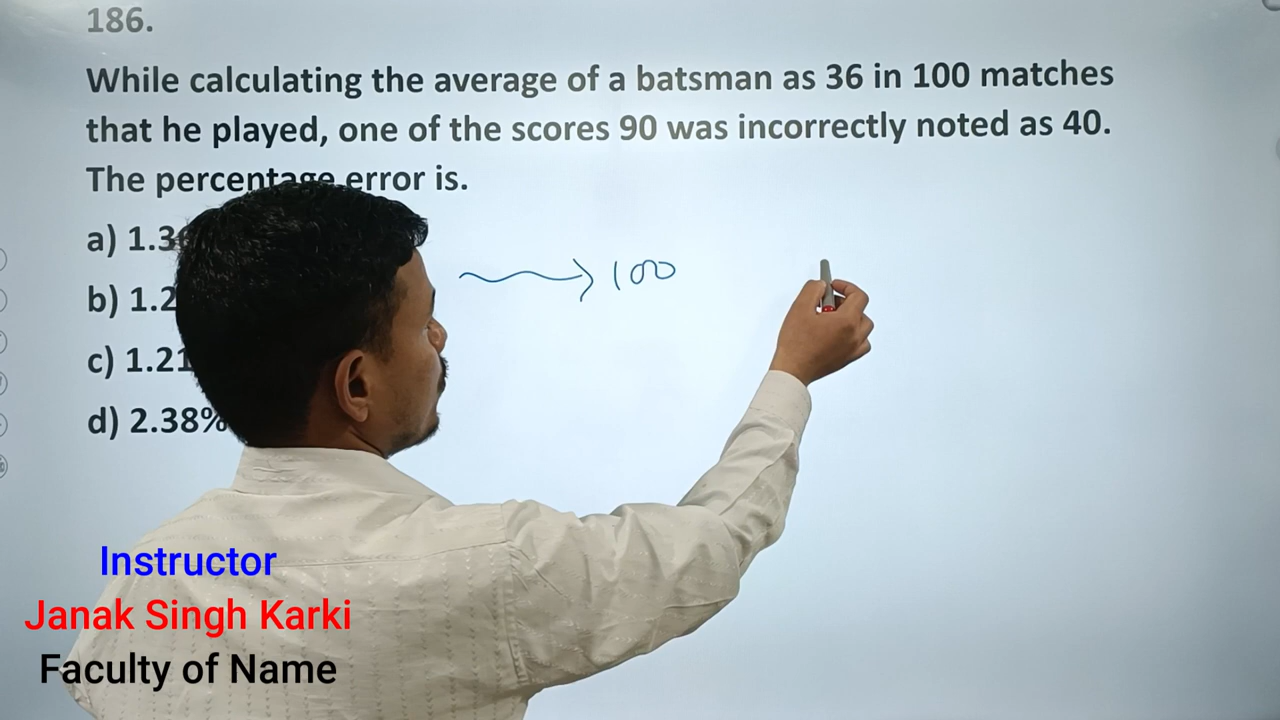 186.
While calculating the average of a batsman as 36 in 100 matches
that he played, one of the scores 90 was incorrectly noted as 40.
The percentage error is.
a) 1.3
b) 1.2
c) 1.21
d) 2.38%
100
Instructor
Janak Singh Karki
Faculty of Name